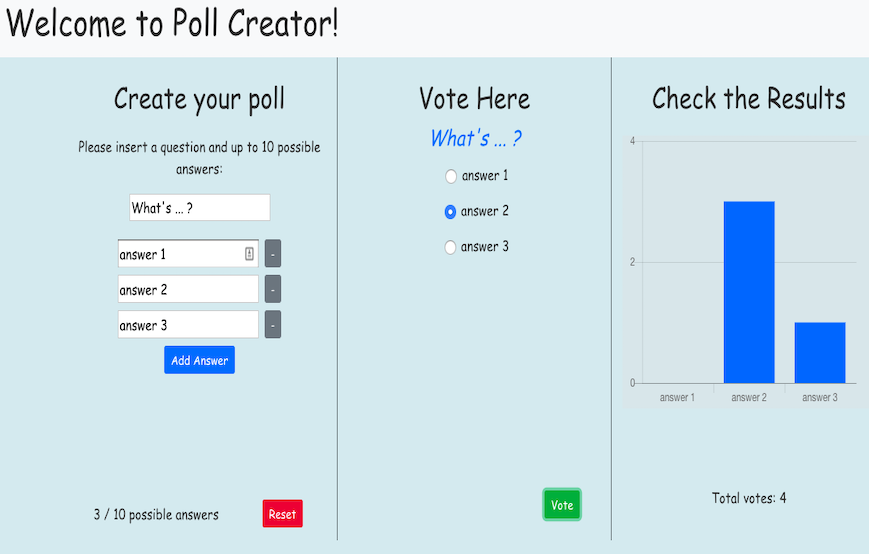 Welcome to Poll Creator!
Create your poll
Please insert a question and up to 10 possible
answers:
What's ... ?
answer 1
-
answer 2
-
answer 3
-
Add Answer
3 / 10 possible answers
Reset
Vote Here
What's ... ?
answer 1
answer 2
answer 3
Vote
Check the Results
4
2
0
answer 1 answer 2 answer 3
Total votes: 4